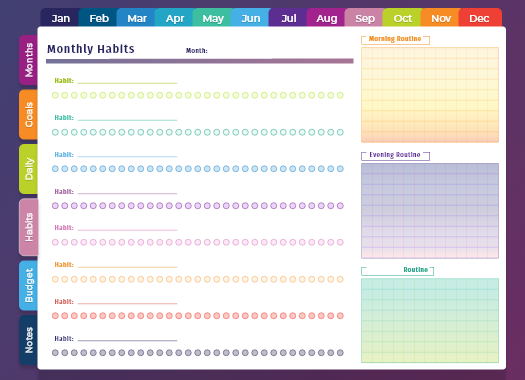 Jan Feb Mar Apr May Jun Jul Aug Sep Oct Nov Dec
Months
Goals
Daily
Habits
Budget
Notes
Monthly Habits Month:
Habit:
Habit:
Habit:
Habit:
Habit:
Habit:
Habit:
Habit:
Morning Routine
Evening Routine
Routine